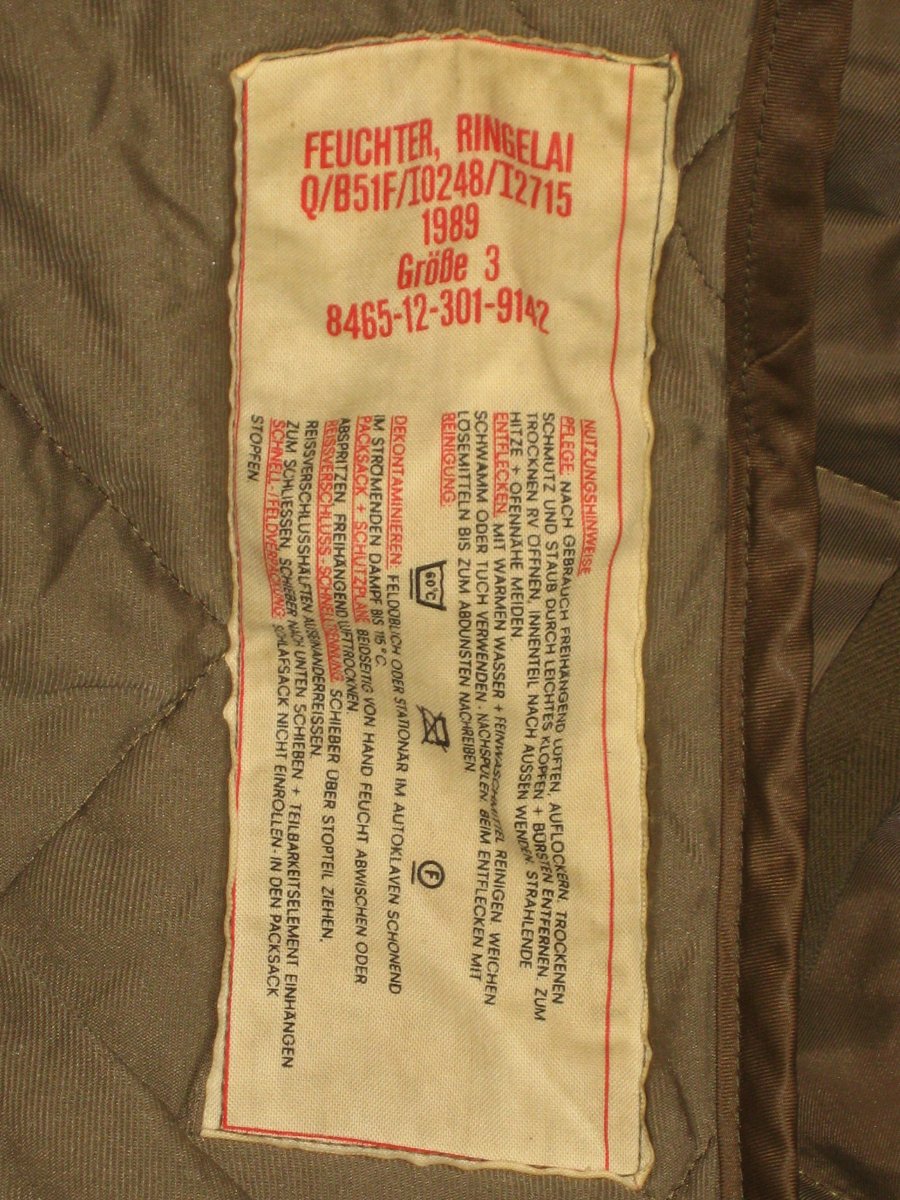 FEUCHTER, RINGELAI
Q/B51F/I0248/I2715
1989
Größe 3
8465-12-301-9142
NUTZUNGSHINWEISE
PFLEGE: NACH GEBRAUCH FREIHÄNGEND LÜFTEN, AUFLOCKERN. TROCKENEN
SCHMUTZ UND STAUB DURCH LEICHTES KLOPFEN + BÜRSTEN ENTFERNEN. ZUM
TROCKNEN RV ÖFFNEN, INNENTEIL NACH AUSSEN WENDEN. STRAHLENDE
HITZE + OFENNÄHE MEIDEN
ENTFLECKEN: MIT WARMEN WASSER + FEINWASCHMITTEL REINIGEN WEICHEN
SCHWAMM ODER TUCH VERWENDEN · NACHSPÜLEN. BEIM ENTFLECKEN MIT
LÖSEMITTELN BIS ZUM ABDUNSTEN NACHREIBEN
REINIGUNG:
60°C
F
DEKONTAMINIEREN: FELDÜBLICH ODER STATIONÄR IM AUTOKLAVEN SCHONEND
IM STRÖMENDEN DAMPF BIS 115°C.
PACKSACK + SCHUTZPLANE BEIDSEITIG VON HAND FEUCHT ABWISCHEN ODER
ABSPRITZEN, FREIHÄNGEND LUFTTROCKNEN
REISSVERSCHLUSS-SCHNELLTRENNUNG: SCHIEBER ÜBER STOPTEIL ZIEHEN,
REISSVERSCHLUSSHÄLFTEN AUSEINANDERREISSEN.
ZUM SCHLIESSEN SCHIEBER NACH UNTEN SCHIEBEN + TEILBARKEITSELEMENT EINHÄNGEN
SCHNELL-/FELDVERPACKUNG: SCHLAFSACK NICHT EINROLLEN - IN DEN PACKSACK
STOPFEN